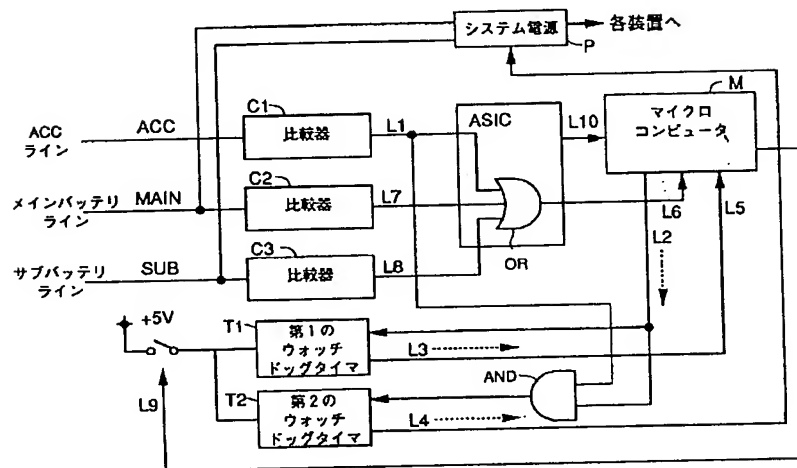 システム電源
各装置へ
P
M
ACC
ライン
ACC
C1
比較器
L1
ASIC
L10
マイクロ
コンピュータ
メインバッテリ
ライン
MAIN
C2
比較器
L7
L6
L5
OR
L2
サブバッテリ
ライン
SUB
C3
比較器
L8
+5V
T1
第1の
ウォッチ
ドッグタイマ
L3
AND
L9
T2
第2の
ウォッチ
ドッグタイマ
L4